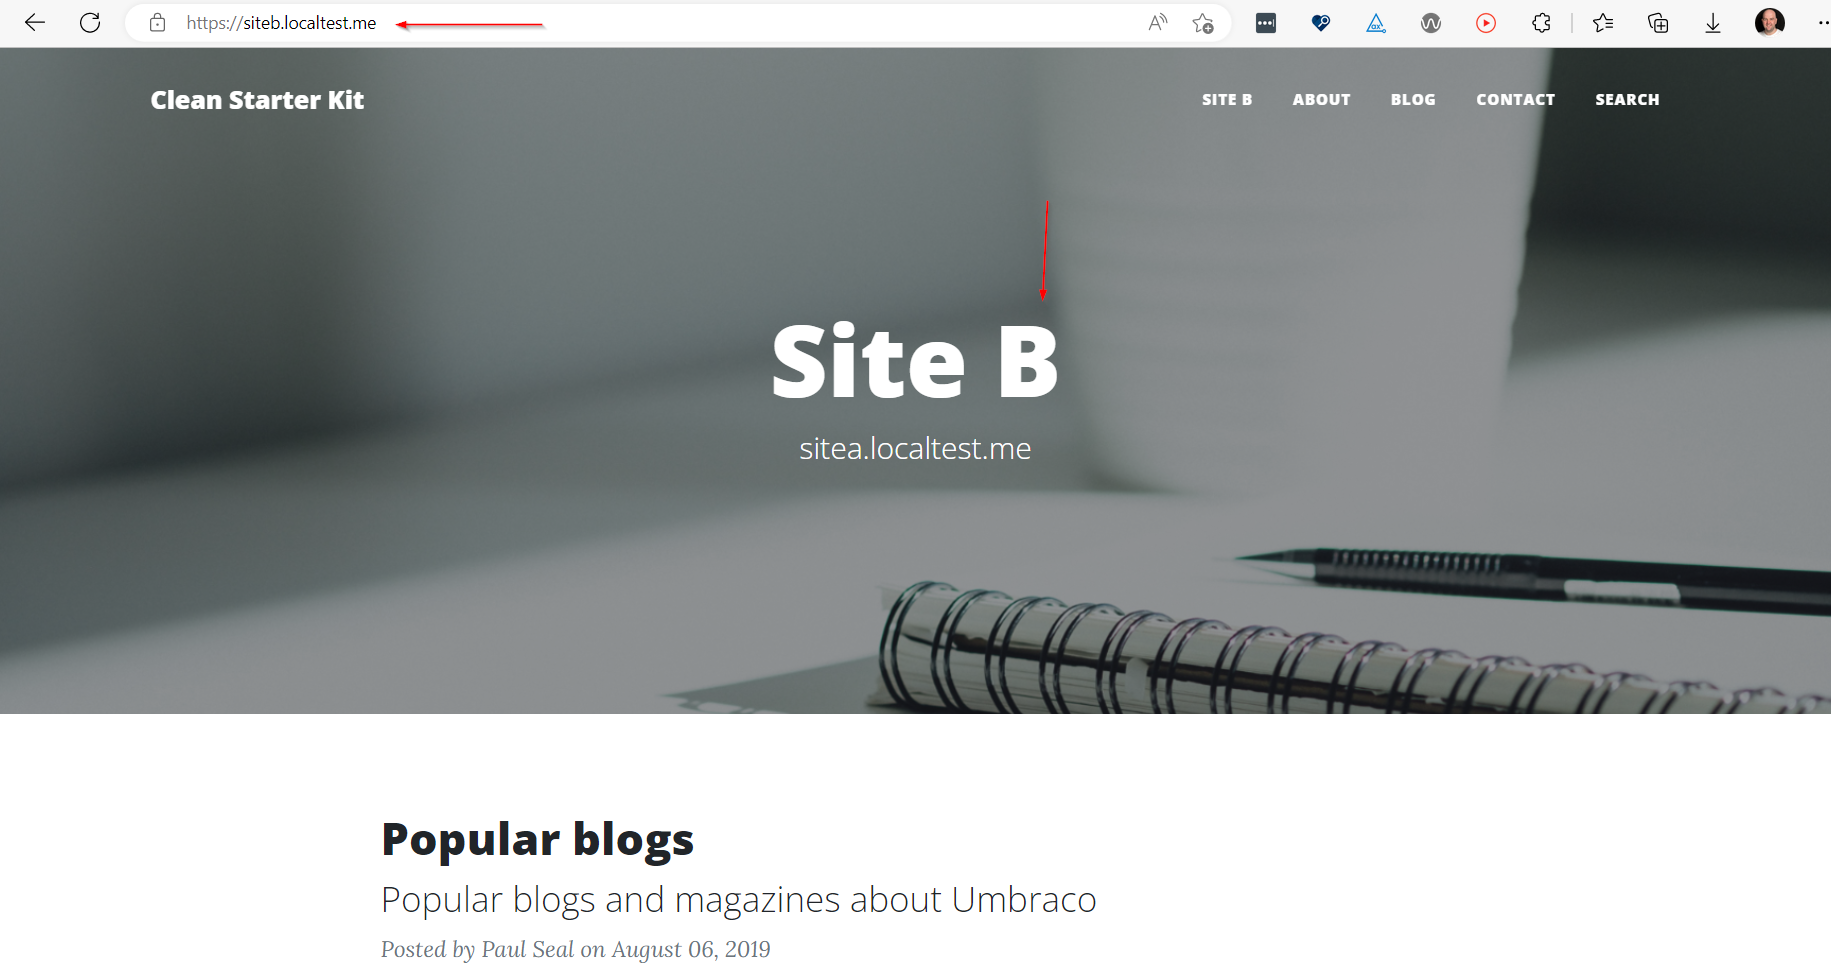 https://siteb.localtest.me
Clean Starter Kit
SITE B
ABOUT
BLOG
CONTACT
SEARCH
Site B
sitea.localtest.me
Popular blogs
Popular blogs and magazines about Umbraco
Posted by Paul Seal on August 06, 2019